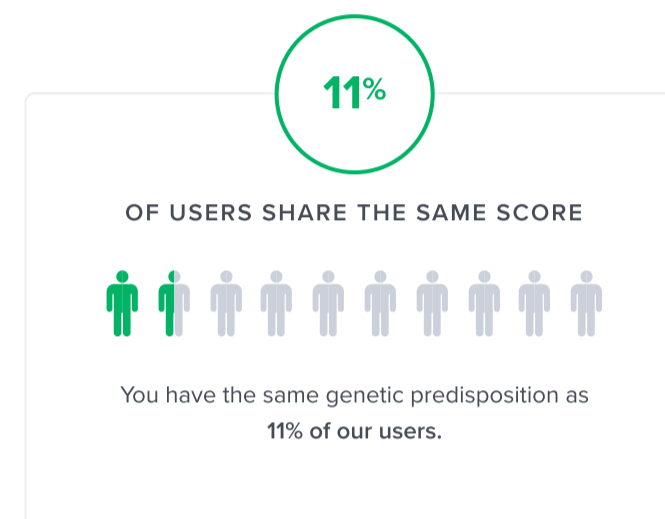 11%
OF USERS SHARE THE SAME SCORE
You have the same genetic predisposition as
11% of our users.